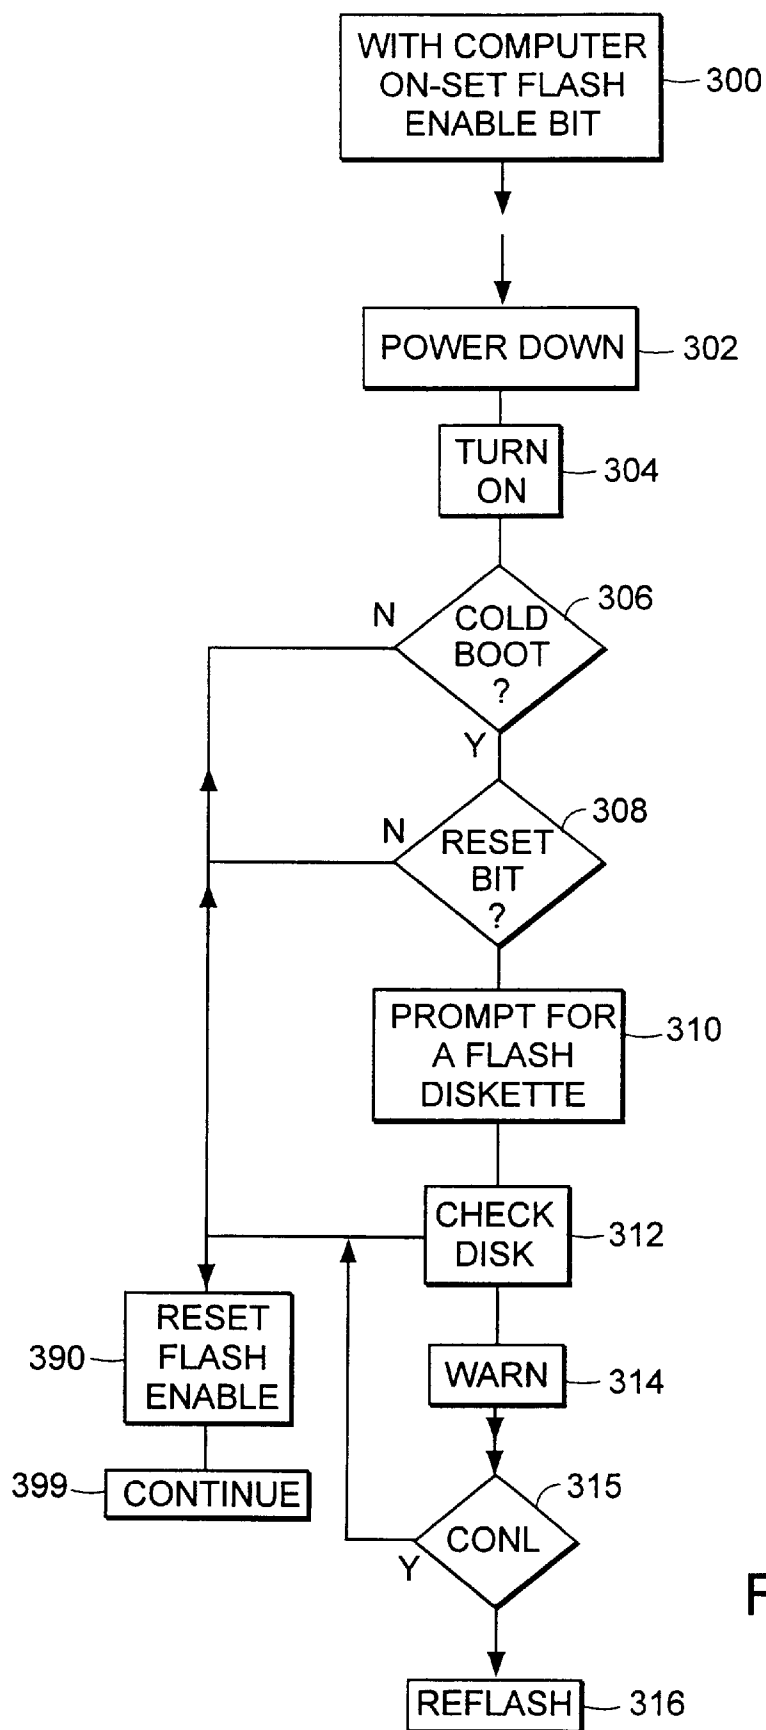 WITH COMPUTER
ON-SET FLASH
ENABLE BIT
300
POWER DOWN
302
TURN
ON
304
COLD
BOOT
?
306
N
Y
RESET
BIT
?
308
N
PROMPT FOR
A FLASH
DISKETTE
310
CHECK
DISK
312
RESET
FLASH
ENABLE
390
WARN
314
CONTINUE
399
CONL
315
Y
REFLASH
316
F